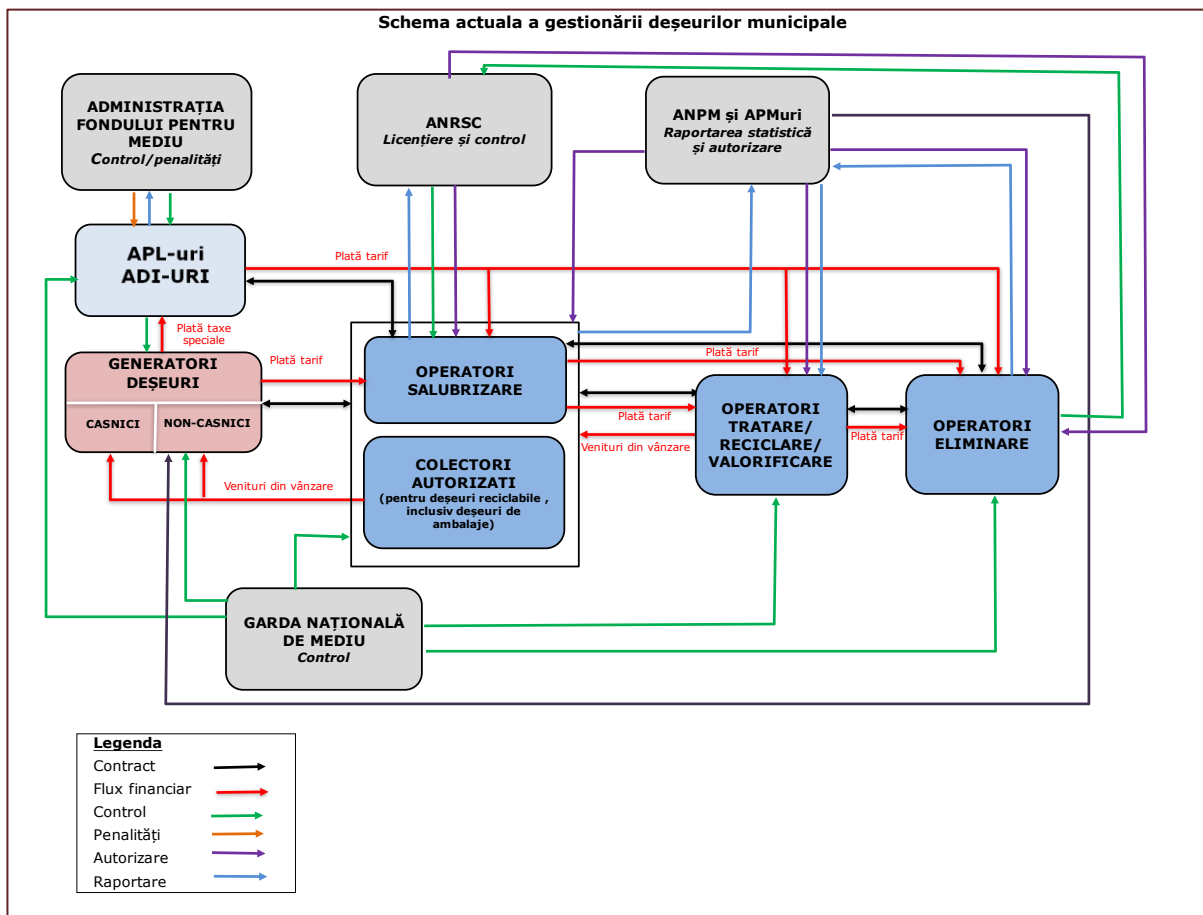 Schema actuala a gestionării deșeurilor municipale
ADMINISTRAȚIA
FONDULUI PENTRU
MEDIU
Control/penalități
ANRSC
Licențiere și control
ANPM și APMuri
Raportarea statistică
și autorizare
APL-uri
ADI-URI
Plată tarif
Plată taxe
speciale
GENERATORI
DEȘEURI
CASNICI
NON-CASNICI
Plată tarif
OPERATORI
SALUBRIZARE
Plată tarif
Plată tarif
Venituri din vânzare
OPERATORI
TRATARE/
RECICLARE/
VALORIFICARE
Plată tarif
OPERATORI
ELIMINARE
COLECTORI
AUTORIZATI
(pentru deșeuri reciclabile ,
inclusiv deșeuri de
ambalaje)
Venituri din vânzare
GARDA NAȚIONALĂ
DE MEDIU
Control
Legenda
Contract
Flux financiar
Control
Penalități
Autorizare
Raportare